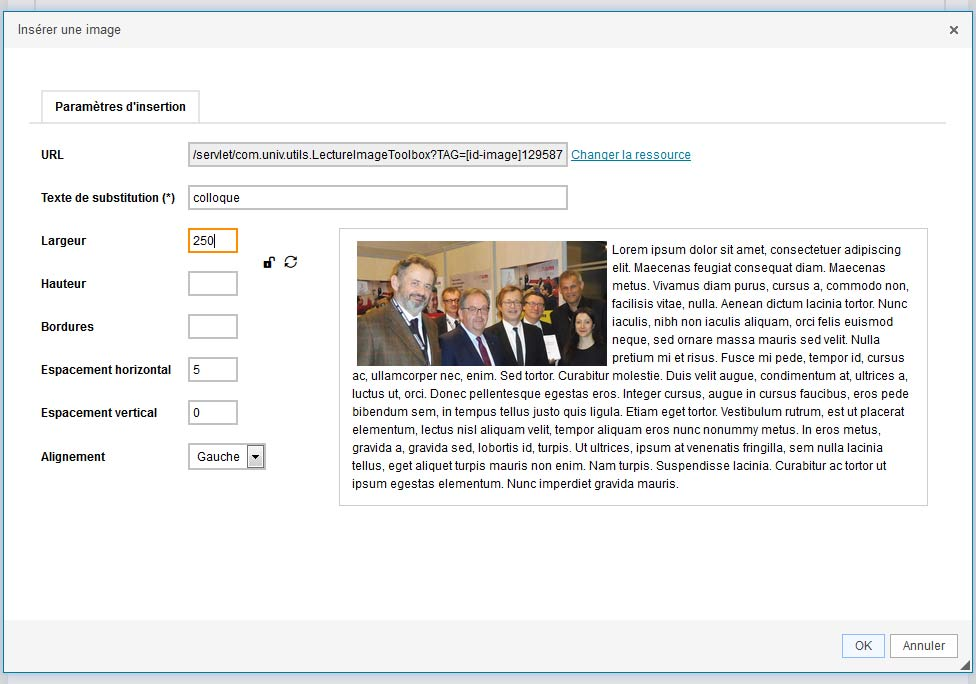 Insérer une image
Paramètres d'insertion
URL
/servlet/com.univ.utils.LectureImageToolbox?TAG=[id-image]129587
Changer la ressource
Texte de substitution (*)
colloque
Largeur
250
Hauteur
Bordures
Espacement horizontal
5
Espacement vertical
0
Alignement
Gauche
Lorem ipsum dolor sit amet, consectetuer adipiscing
elit. Maecenas feugiat consequat diam. Maecenas
metus. Vivamus diam purus, cursus a, commodo non,
facilisis vitae, nulla. Aenean dictum lacinia tortor. Nunc
iaculis, nibh non iaculis aliquam, orci felis euismod
neque, sed ornare massa mauris sed velit. Nulla
pretium mi et risus. Fusce mi pede, tempor id, cursus
ac, ullamcorper nec, enim. Sed tortor. Curabitur molestie. Duis velit augue, condimentum at, ultrices a,
luctus ut, orci. Donec pellentesque egestas eros. Integer cursus, augue in cursus faucibus, eros pede
bibendum sem, in tempus tellus justo quis ligula. Etiam eget tortor. Vestibulum rutrum, est ut placerat
elementum, lectus nisl aliquam velit, tempor aliquam eros nunc nonummy metus. In eros metus,
gravida a, gravida sed, lobortis id, turpis. Ut ultrices, ipsum at venenatis fringilla, sem nulla lacinia
tellus, eget aliquet turpis mauris non enim. Nam turpis. Suspendisse lacinia. Curabitur ac tortor ut
ipsum egestas elementum. Nunc imperdiet gravida mauris.
OK
Annuler